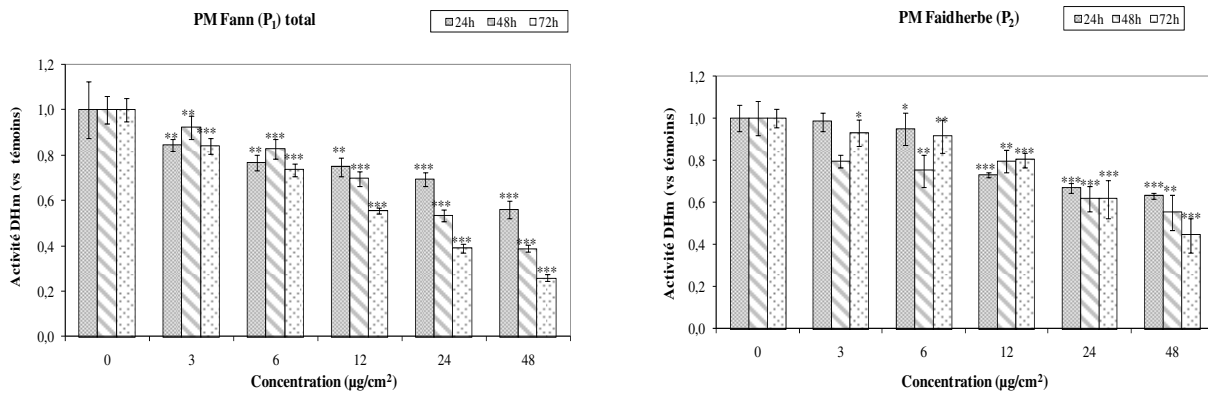 PM Fann (P₁) total
24h 48h 72h
Activité DHm (vs témoins)
1,2
1,0
0,8
0,6
0,4
0,2
0,0
** ** ***
** *** ***
** *** ***
*** *** ***
*** *** ***
0 3 6 12 24 48
Concentration (µg/cm²)
PM Faidherbe (P₂)
24h 48h 72h
Activité DHm (vs témoins)
1,2
1,0
0,8
0,6
0,4
0,2
0,0
*
* ** **
*** ** ***
*** *** ***
*** ** ***
0 3 6 12 24 48
Concentration (µg/cm²)